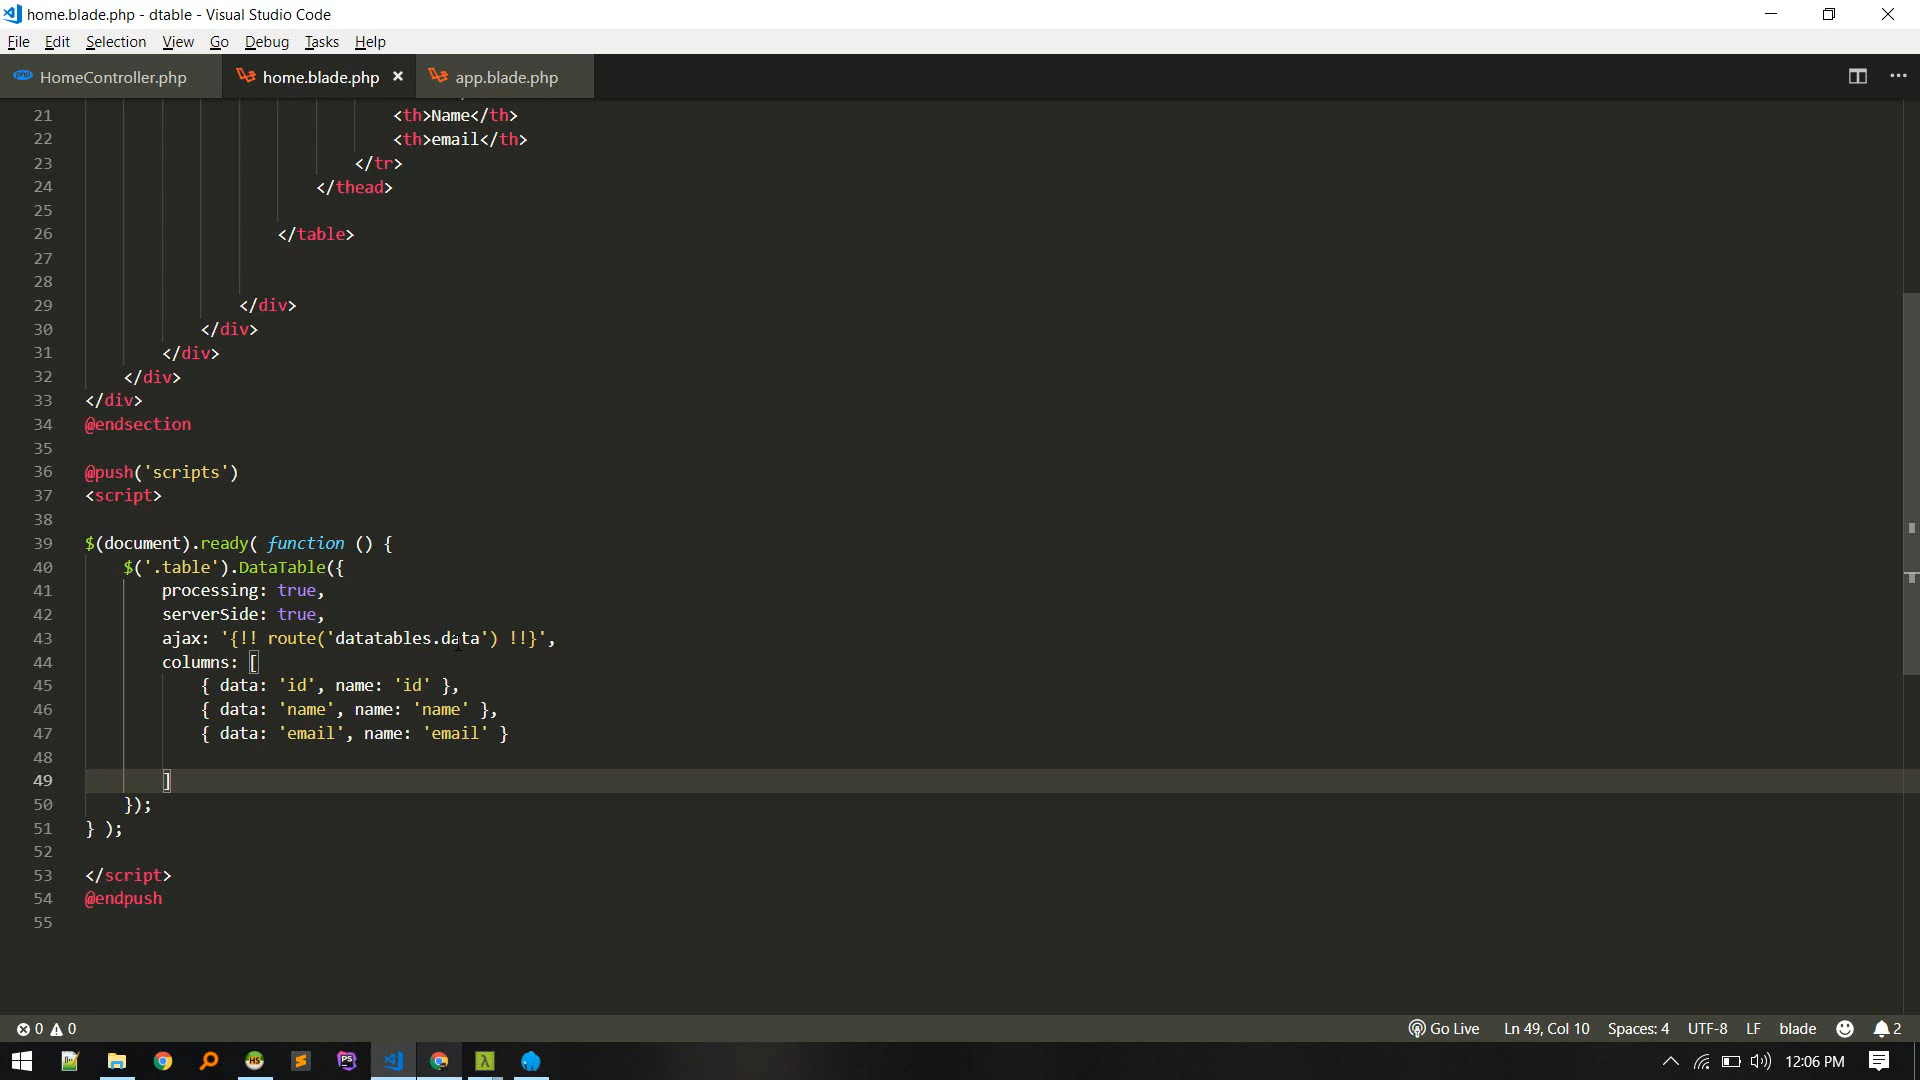 home.blade.php - dtable - Visual Studio Code
File Edit Selection View Go Debug Tasks Help
HomeController.php home.blade.php × app.blade.php
21 <th>Name</th>
22 <th>email</th>
23 </tr>
24 </thead>
25
26 </table>
27
28
29 </div>
30 </div>
31 </div>
32 </div>
33 </div>
34 @endsection
35
36 @push('scripts')
37 <script>
38
39 $(document).ready( function () {
40 $('.table').DataTable({
41 processing: true,
42 serverSide: true,
43 ajax: '{!! route('datatables.data') !!}',
44 columns: [
45 { data: 'id', name: 'id' },
46 { data: 'name', name: 'name' },
47 { data: 'email', name: 'email' }
48
49 ]
50 });
51 } );
52
53 </script>
54 @endpush
55
0 0 Go Live Ln 49, Col 10 Spaces: 4 UTF-8 LF blade 2
HS PS λ 12:06 PM